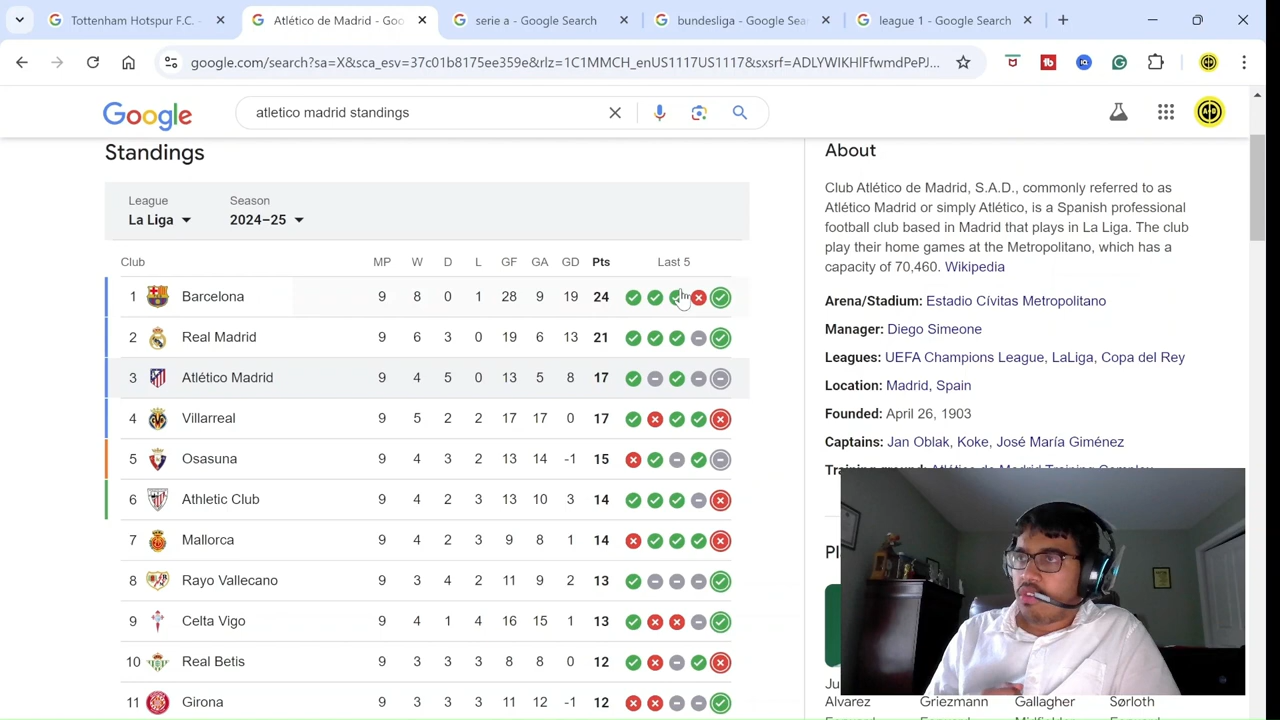 Tottenham Hotspur F.C. -
Atlético de Madrid - Goo
serie a - Google Search
bundesliga - Google Sea
league 1 - Google Search
google.com/search?sa=X&sca_esv=37c01b8175ee3b9e&rlz=1C1MMCH_enUS1117US1117&sxsrf=ADLYWIKHIFfwmdPePJ...
Google
atletico madrid standings
Standings
League
Season
La Liga
2024–25
Club MP W D L GF GA GD Pts Last 5
1 Barcelona 9 8 0 1 28 9 19 24
2 Real Madrid 9 6 3 0 19 6 13 21
3 Atlético Madrid 9 4 5 0 13 5 8 17
4 Villarreal 9 5 2 2 17 17 0 17
5 Osasuna 9 4 3 2 13 14 -1 15
6 Athletic Club 9 4 2 3 13 10 3 14
7 Mallorca 9 4 2 3 9 8 1 14
8 Rayo Vallecano 9 3 4 2 11 9 2 13
9 Celta Vigo 9 4 1 4 16 15 1 13
10 Real Betis 9 3 3 3 8 8 0 12
11 Girona 9 3 3 3 11 12 -1 12
About
Club Atlético de Madrid, S.A.D., commonly referred to as
Atlético Madrid or simply Atlético, is a Spanish professional
football club based in Madrid that plays in La Liga. The club
play their home games at the Metropolitano, which has a
capacity of 70,460. Wikipedia
Arena/Stadium: Estadio Cívitas Metropolitano
Manager: Diego Simeone
Leagues: UEFA Champions League, LaLiga, Copa del Rey
Location: Madrid, Spain
Founded: April 26, 1903
Captains: Jan Oblak, Koke, José María Giménez
Training ground: Atlético de Madrid Training Complex
Pl
Ju
Alvarez
Griezmann
Gallagher
Sørloth